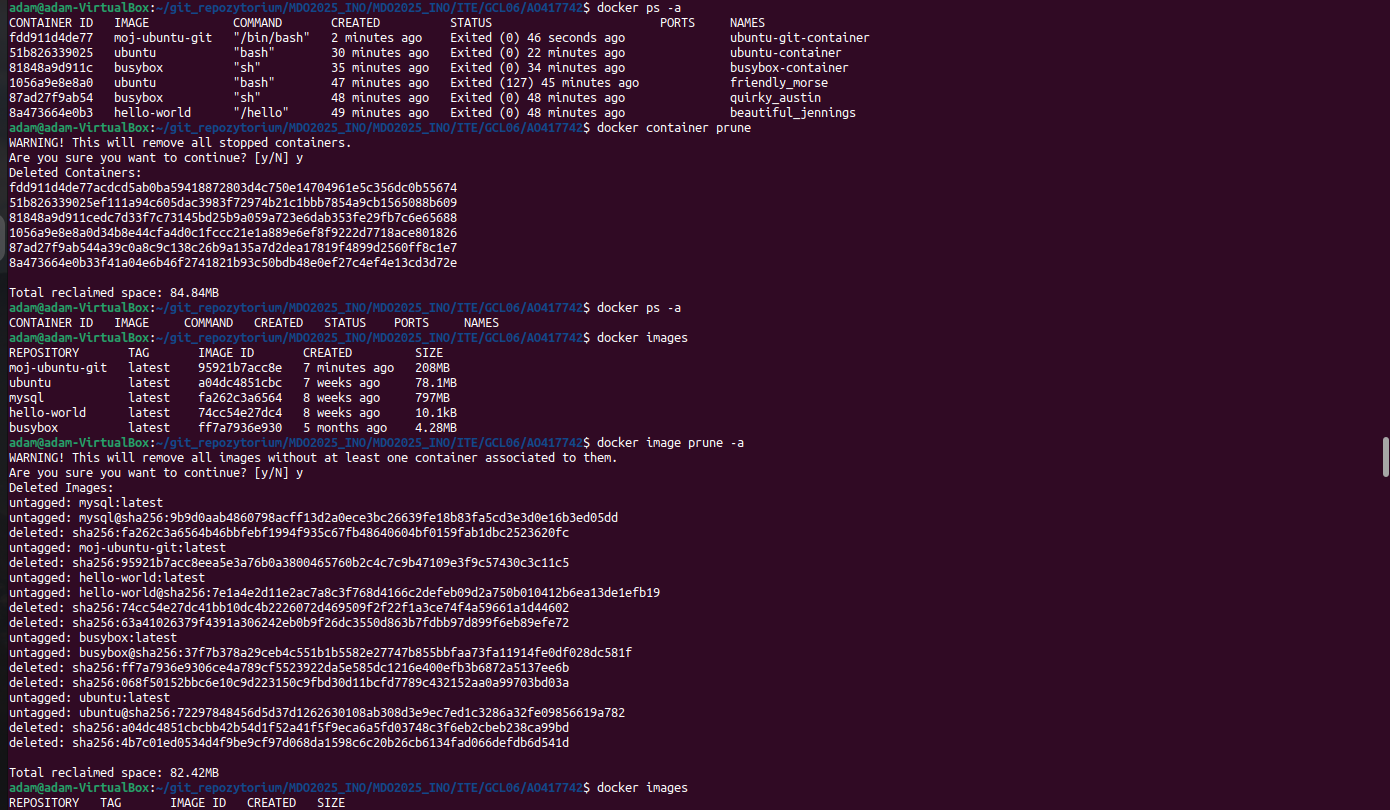 adam@adam-VirtualBox:~/git_repozytorium/MDO2025_INO/MDO2025_INO/ITE/GCL06/AO417742$ docker ps -a
CONTAINER ID   IMAGE            COMMAND       CREATED          STATUS                        PORTS     NAMES
fdd911d4de77   moj-ubuntu-git   "/bin/bash"   2 minutes ago    Exited (0) 46 seconds ago               ubuntu-git-container
51b826339025   ubuntu           "bash"        30 minutes ago   Exited (0) 22 minutes ago               ubuntu-container
81848a9d911c   busybox          "sh"          35 minutes ago   Exited (0) 34 minutes ago               busybox-container
1056a9e8e8a0   ubuntu           "bash"        47 minutes ago   Exited (127) 45 minutes ago             friendly_morse
87ad27f9ab54   busybox          "sh"          48 minutes ago   Exited (0) 48 minutes ago               quirky_austin
8a473664e0b3   hello-world      "/hello"      49 minutes ago   Exited (0) 48 minutes ago               beautiful_jennings
adam@adam-VirtualBox:~/git_repozytorium/MDO2025_INO/MDO2025_INO/ITE/GCL06/AO417742$ docker container prune
WARNING! This will remove all stopped containers.
Are you sure you want to continue? [y/N] y
Deleted Containers:
fdd911d4de77acdcd5ab0ba59418872803d4c750e14704961e5c356dc0b55674
51b826339025ef111a94c605dac3983f72974b21c1bbb7854a9cb1565088b609
81848a9d911cedc7d33f7c73145bd25b9a059a723e6dab353fe29fb7c6e65688
1056a9e8e8a0d34b8e44cfa4d0c1fccc21e1a889e6ef8f9222d7718ace801826
87ad27f9ab544a39c0a8c9c138c26b9a135a7d2dea17819f4899d2560ff8c1e7
8a473664e0b33f41a04e6b46f2741821b93c50bdb48e0ef27c4ef4e13cd3d72e
Total reclaimed space: 84.84MB
adam@adam-VirtualBox:~/git_repozytorium/MDO2025_INO/MDO2025_INO/ITE/GCL06/AO417742$ docker ps -a
CONTAINER ID   IMAGE     COMMAND   CREATED   STATUS    PORTS     NAMES
adam@adam-VirtualBox:~/git_repozytorium/MDO2025_INO/MDO2025_INO/ITE/GCL06/AO417742$ docker images
REPOSITORY       TAG       IMAGE ID       CREATED         SIZE
moj-ubuntu-git   latest    95921b7acc8e   7 minutes ago   208MB
ubuntu           latest    a04dc4851cbc   7 weeks ago     78.1MB
mysql            latest    fa262c3a6564   8 weeks ago     797MB
hello-world      latest    74cc54e27dc4   8 weeks ago     10.1kB
busybox          latest    ff7a7936e930   5 months ago    4.28MB
adam@adam-VirtualBox:~/git_repozytorium/MDO2025_INO/MDO2025_INO/ITE/GCL06/AO417742$ docker image prune -a
WARNING! This will remove all images without at least one container associated to them.
Are you sure you want to continue? [y/N] y
Deleted Images:
untagged: mysql:latest
untagged: mysql@sha256:9b9d0aab4860798acff13d2a0ece3bc26639fe18b83fa5cd3e3d0e16b3ed05dd
deleted: sha256:fa262c3a6564b46bbfebf1994f935c67fb48640604bf0159fab1dbc2523620fc
untagged: moj-ubuntu-git:latest
deleted: sha256:95921b7acc8eea5e3a76b0a3800465760b2c4c7c9b47109e3f9c57430c3c11c5
untagged: hello-world:latest
untagged: hello-world@sha256:7e1a4e2d11e2ac7a8c3f768d4166c2defeb09d2a750b010412b6ea13de1efb19
deleted: sha256:74cc54e27dc41bb10dc4b2226072d469509f2f22f1a3ce74f4a59661a1d44602
deleted: sha256:63a41026379f4391a306242eb0b9f26dc3550d863b7fdbb97d899f6eb89efe72
untagged: busybox:latest
untagged: busybox@sha256:37f7b378a29ceb4c551b1b5582e27747b855bbfaa73fa11914fe0df028dc581f
deleted: sha256:ff7a7936e9306ce4a789cf5523922da5e585dc1216e400efb3b6872a5137ee6b
deleted: sha256:068f50152bbc6e10c9d223150c9fbd30d11bcfd7789c432152aa0a99703bd03a
untagged: ubuntu:latest
untagged: ubuntu@sha256:72297848456d5d37d1262630108ab308d3e9ec7ed1c3286a32fe09856619a782
deleted: sha256:a04dc4851cbcbb42b54d1f52a41f5f9eca6a5fd03748c3f6eb2cbeb238ca99bd
deleted: sha256:4b7c01ed0534d4f9be9cf97d068da1598c6c20b26cb6134fad066defdb6d541d
Total reclaimed space: 82.42MB
adam@adam-VirtualBox:~/git_repozytorium/MDO2025_INO/MDO2025_INO/ITE/GCL06/AO417742$ docker images
REPOSITORY   TAG       IMAGE ID   CREATED   SIZE